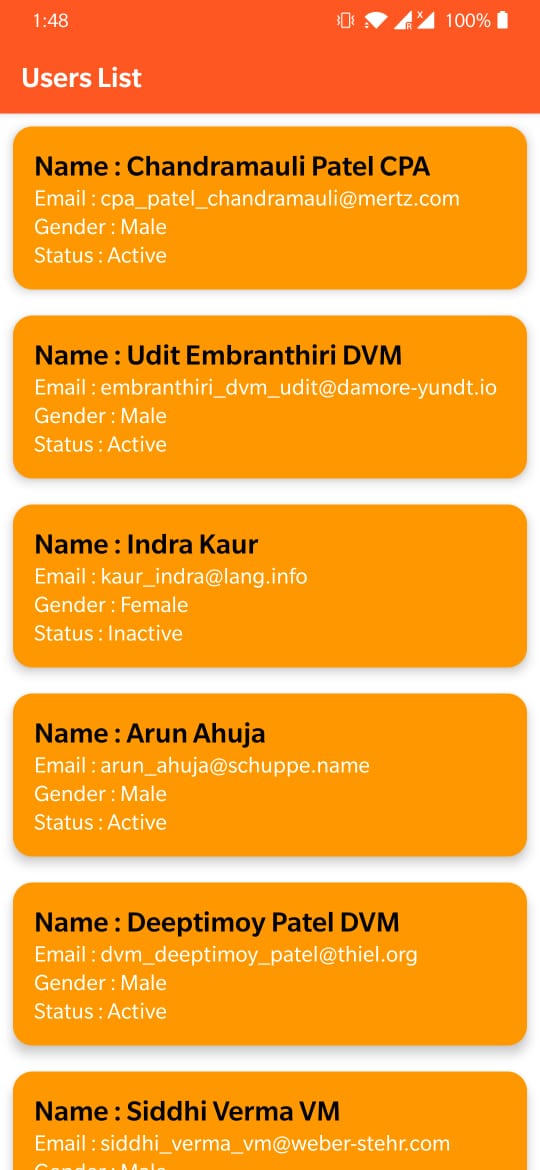 1:48
R
X
100%
Users List
Name : Chandramauli Patel CPA
Email : cpa_patel_chandramauli@mertz.com
Gender : Male
Status : Active
Name : Udit Embranthiri DVM
Email : embranthiri_dvm_udit@damore-yundt.io
Gender : Male
Status : Active
Name : Indra Kaur
Email : kaur_indra@lang.info
Gender : Female
Status : Inactive
Name : Arun Ahuja
Email : arun_ahuja@schuppe.name
Gender : Male
Status : Active
Name : Deeptimoy Patel DVM
Email : dvm_deeptimoy_patel@thiel.org
Gender : Male
Status : Active
Name : Siddhi Verma VM
Email : siddhi_verma_vm@weber-stehr.com
Gender : Male